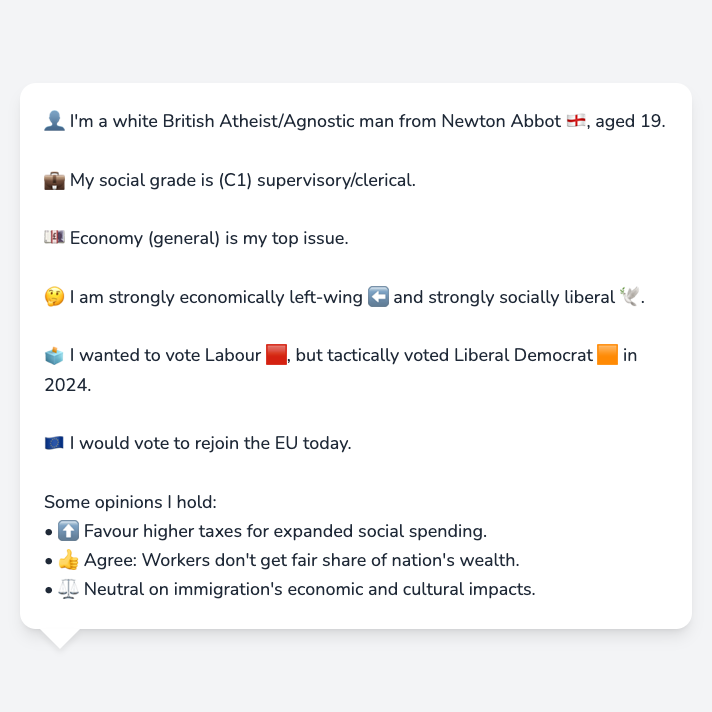 👤 I'm a white British Atheist/Agnostic man from Newton Abbot 🏴󠁧󠁢󠁥󠁮󠁧󠁿, aged 19.
💼 My social grade is (C1) supervisory/clerical.
💷 Economy (general) is my top issue.
🤔 I am strongly economically left-wing ⬅️ and strongly socially liberal 🕊️.
🗳️ I wanted to vote Labour 🟥, but tactically voted Liberal Democrat 🟧 in
2024.
🇪🇺 I would vote to rejoin the EU today.
Some opinions I hold:
• ⬆️ Favour higher taxes for expanded social spending.
• 👍 Agree: Workers don't get fair share of nation's wealth.
• ⚖️ Neutral on immigration's economic and cultural impacts.